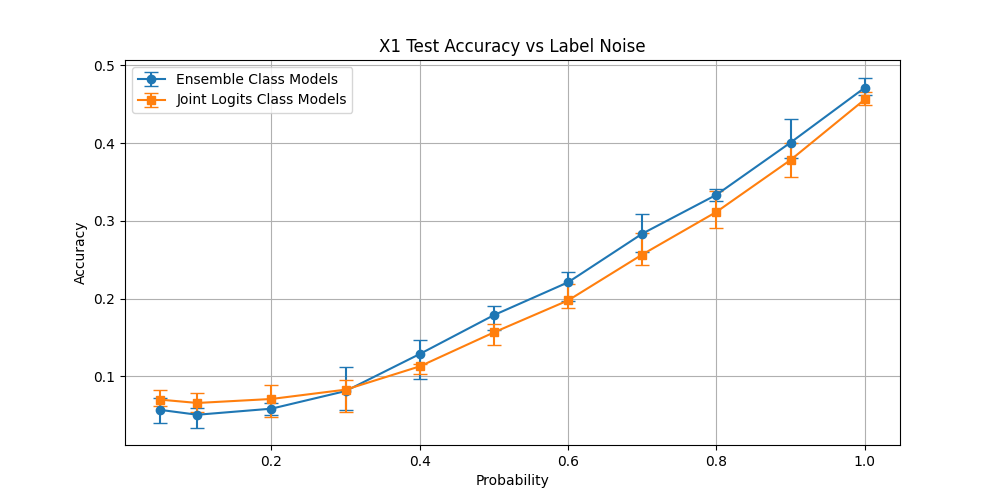 X1 Test Accuracy vs Label Noise
Ensemble Class Models
Joint Logits Class Models
Accuracy
0.5
0.4
0.3
0.2
0.1
0.2
0.4
0.6
0.8
1.0
Probability